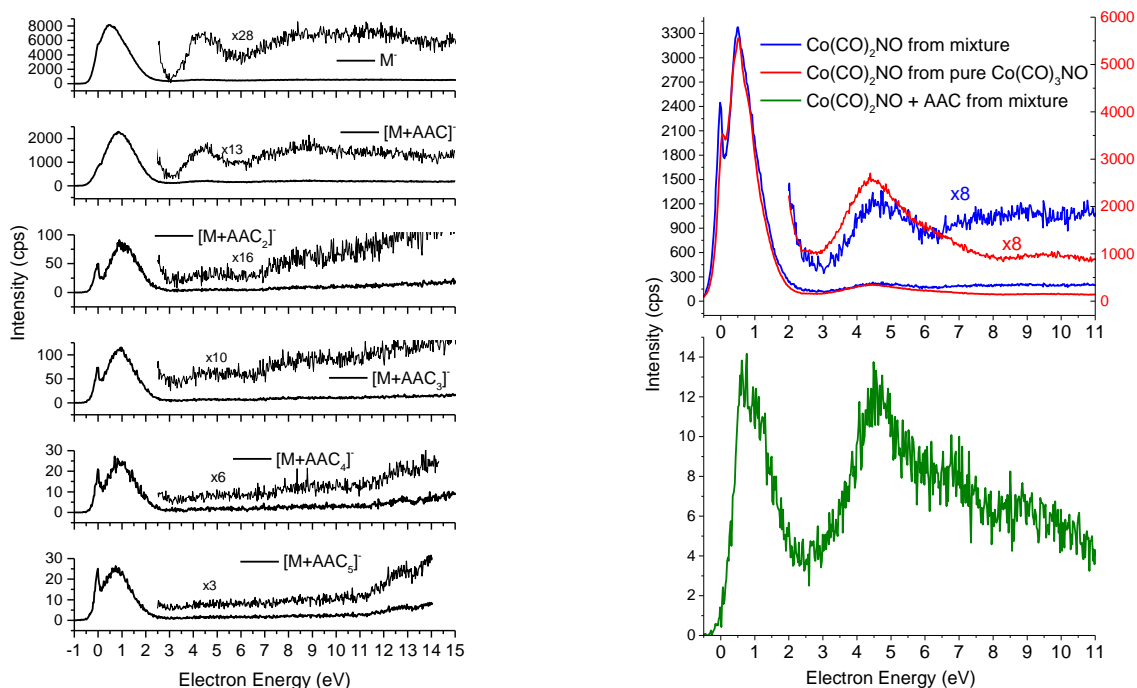 8000
6000
4000
2000
0
x28
M⁻
2000
1000
0
x13
[M+AAC]⁻
100
50
0
x16
[M+AAC₂]⁻
100
75
50
25
0
x10
[M+AAC₃]⁻
30
20
10
0
x6
[M+AAC₄]⁻
30
20
10
0
x3
[M+AAC₅]⁻
-1 0 1 2 3 4 5 6 7 8 9 10 11 12 13 14 15
Intensity (cps)
Electron Energy (eV)
3300
3000
2700
2400
2100
1800
1500
1200
900
600
300
0
Co(CO)₂NO from mixture
Co(CO)₂NO from pure Co(CO)₃NO
Co(CO)₂NO + AAC from mixture
x8
x8
6000
5000
4000
3000
2000
1000
0
0 1 2 3 4 5 6 7 8 9 10 11
Intensity (cps)
14
12
10
8
6
4
2
0
0 1 2 3 4 5 6 7 8 9 10 11
Electron Energy (eV)